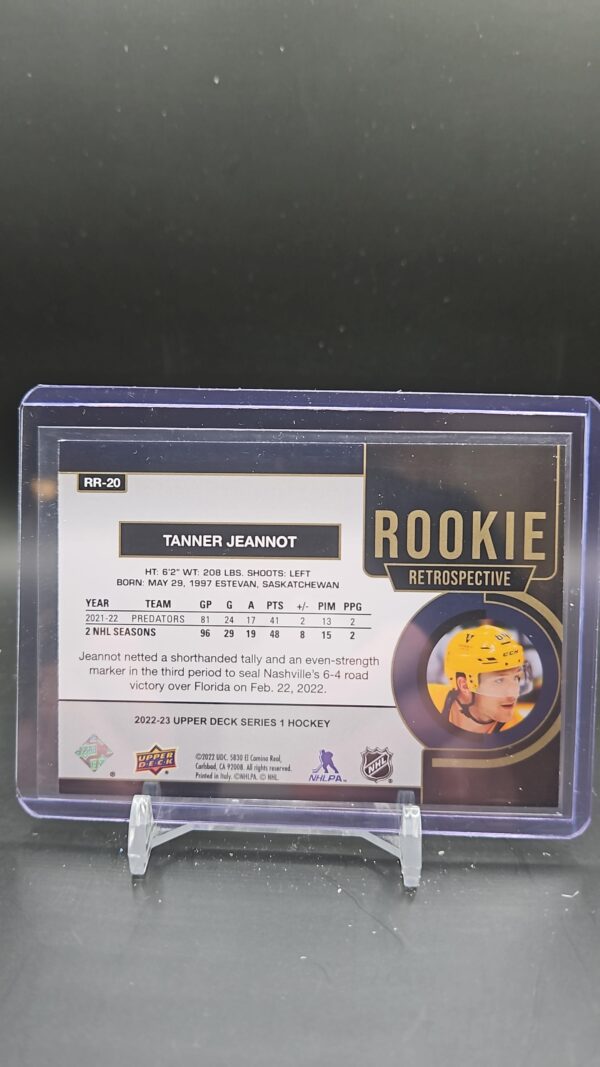 RR-20
TANNER JEANNOT
HT: 6'2" WT: 208 LBS. SHOOTS: LEFT
BORN: MAY 29, 1997 ESTEVAN, SASKATCHEWAN
YEAR TEAM GP G A PTS +/- PIM PPG
2021-22 PREDATORS 81 24 17 41 2 13 2
2 NHL SEASONS 96 29 19 48 8 15 2
Jeannot netted a shorthanded tally and an even-strength
marker in the third period to seal Nashville's 6-4 road
victory over Florida on Feb. 22, 2022.
2022-23 UPPER DECK SERIES 1 HOCKEY
ROOKIE
RETROSPECTIVE
CCM
UPPER
DECK
©2022 UDC, 5830 El Camino Real,
Carlsbad, CA 92008. All rights reserved.
Printed in Italy. ©NHLPA. © NHL.
NHLPA
NHL